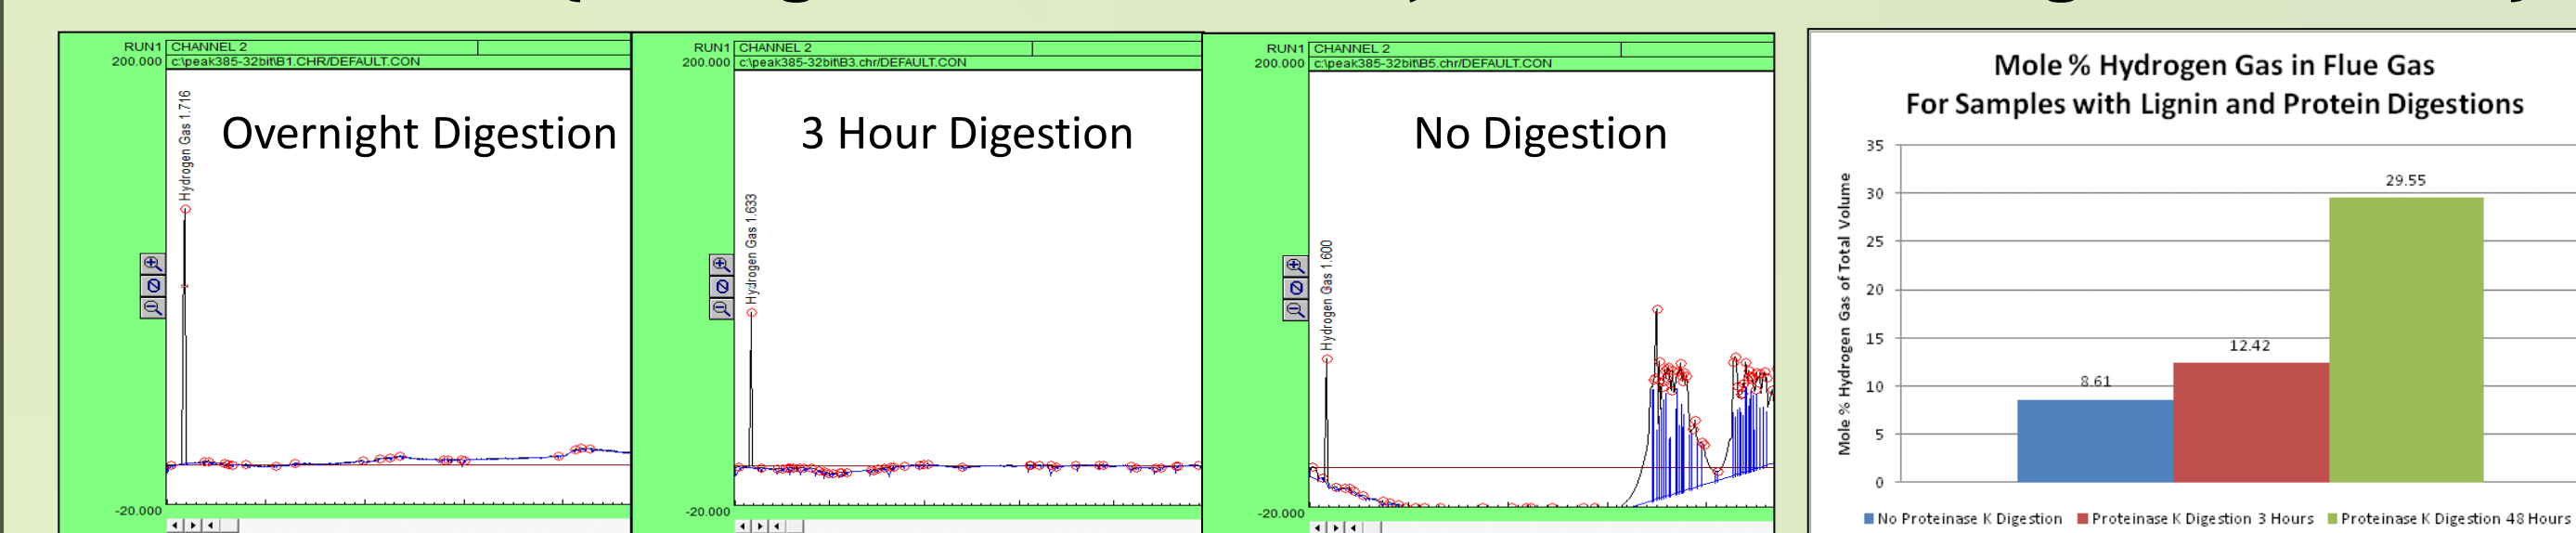 RUN1 CHANNEL 2
200.000 c:\peak385-32bit\B1.CHR/DEFAULT.CON
Overnight Digestion
Hydrogen Gas 1.716
-20.000
RUN1 CHANNEL 2
200.000 c:\peak385-32bit\B3.chr/DEFAULT.CON
3 Hour Digestion
Hydrogen Gas 1.633
-20.000
RUN1 CHANNEL 2
200.000 c:\peak385-32bit\B5.chr/DEFAULT.CON
No Digestion
Hydrogen Gas 1.600
-20.000
Mole % Hydrogen Gas in Flue Gas
For Samples with Lignin and Protein Digestions
Mole % Hydrogen Gas of Total Volume
35
30
25
20
15
10
5
0
8.61
12.42
29.55
No Proteinase K Digestion
Proteinase K Digestion 3 Hours
Proteinase K Digestion 48 Hours